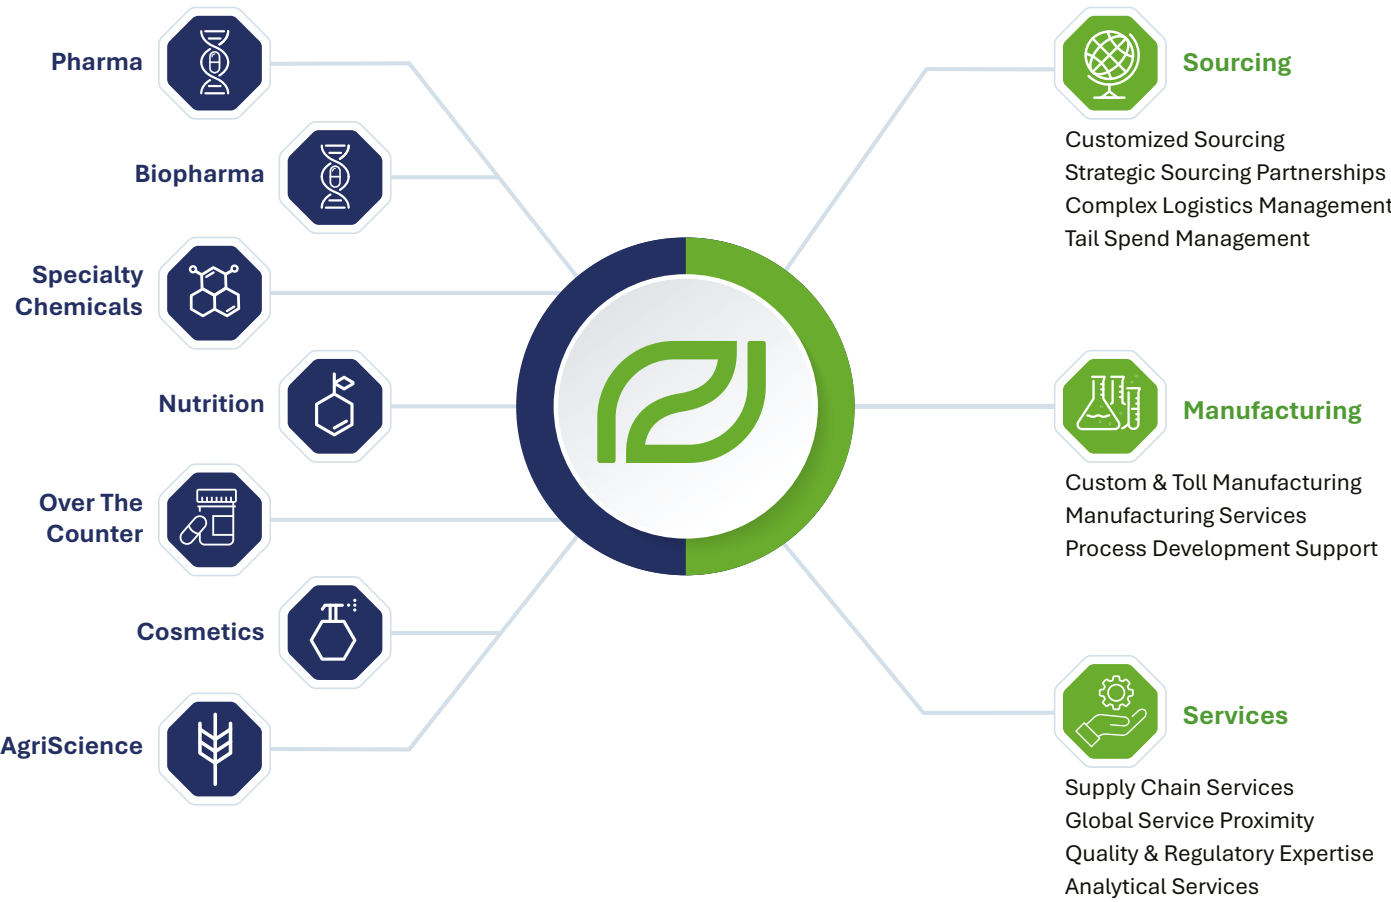 Pharma
Biopharma
Specialty
Chemicals
Nutrition
Over The
Counter
Cosmetics
AgriScience
Sourcing
Customized Sourcing
Strategic Sourcing Partnerships
Complex Logistics Management
Tail Spend Management
Manufacturing
Custom & Toll Manufacturing
Manufacturing Services
Process Development Support
Services
Supply Chain Services
Global Service Proximity
Quality & Regulatory Expertise
Analytical Services